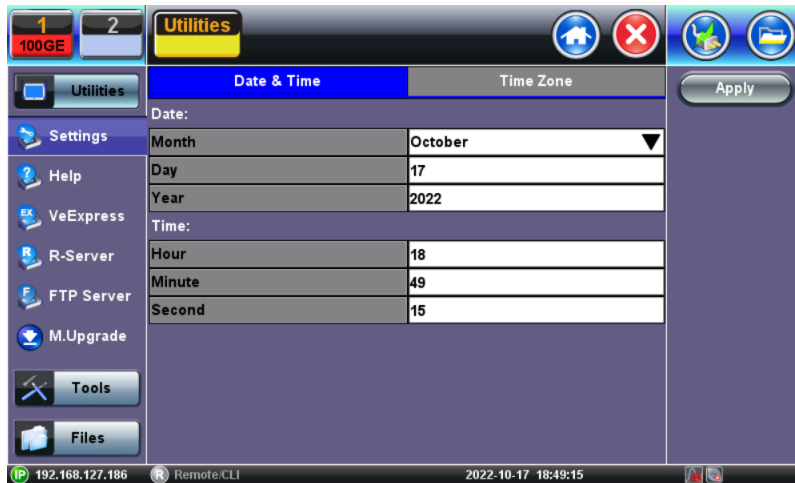 1
100GE
2
Utilities
Utilities
Settings
Help
EX
VeExpress
R
R-Server
F
FTP Server
M.Upgrade
Tools
Files
Date & Time
Time Zone
Date:
Month
October
Day
17
Year
2022
Time:
Hour
18
Minute
49
Second
15
Apply
IP 192.168.127.186
R Remote/CLI
2022-10-17 18:49:15